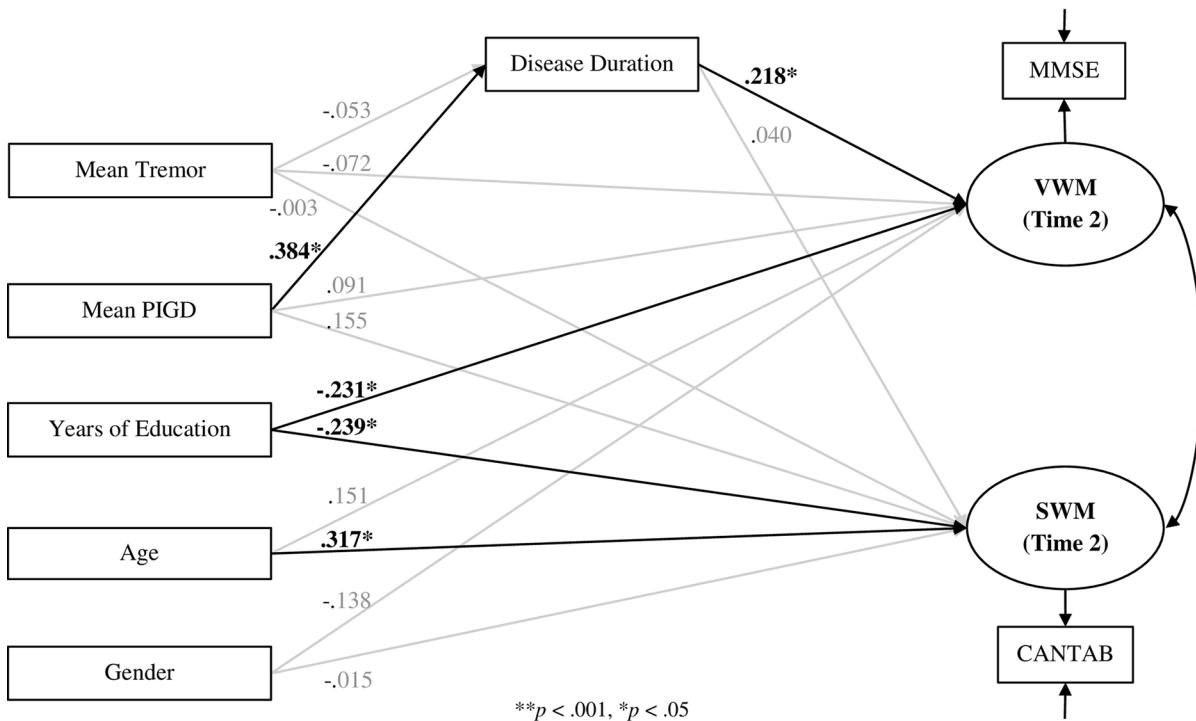 Disease Duration
.218*
MMSE
-.053
.040
Mean Tremor
-.072
VWM
(Time 2)
-.003
.384*
Mean PIGD
.091
.155
-.231*
Years of Education
-.239*
.151
SWM
(Time 2)
Age
.317*
-.138
CANTAB
Gender
-.015
**p < .001, *p < .05